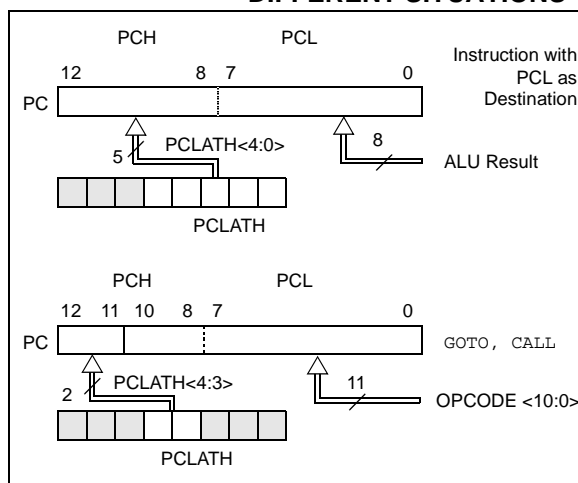 DIFFERENT SITUATIONS
PCH PCL
12 8 7 0
Instruction with
PCL as
Destination
PC
5 PCLATH<4:0> 8
ALU Result
PCLATH
PCH PCL
12 11 10 8 7 0
PC GOTO, CALL
2 PCLATH<4:3> 11
OPCODE <10:0>
PCLATH